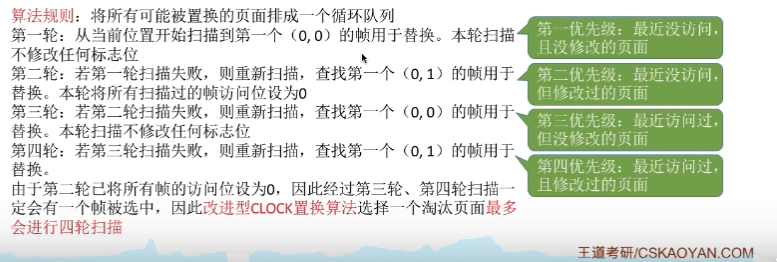 算法规则：将所有可能被置换的页面排成一个循环队列
第一轮：从当前位置开始扫描到第一个（0, 0）的帧用于替换。本轮扫描
不修改任何标志位
第二轮：若第一轮扫描失败，则重新扫描，查找第一个（0, 1）的帧用于
替换。本轮将所有扫描过的帧访问位设为0
第三轮：若第二轮扫描失败，则重新扫描，查找第一个（0, 0）的帧用于
替换。本轮扫描不修改任何标志位
第四轮：若第三轮扫描失败，则重新扫描，查找第一个（0, 1）的帧用于
替换。
由于第二轮已将所有帧的访问位设为0，因此经过第三轮、第四轮扫描一
定会有一个帧被选中，因此改进型CLOCK置换算法选择一个淘汰页面最多
会进行四轮扫描
第一优先级：最近没访问，
且没修改的页面
第二优先级：最近没访问，
但修改过的页面
第三优先级：最近访问过，
但没修改的页面
第四优先级：最近访问过，
且修改过的页面
王道考研/CSKAOYAN.COM